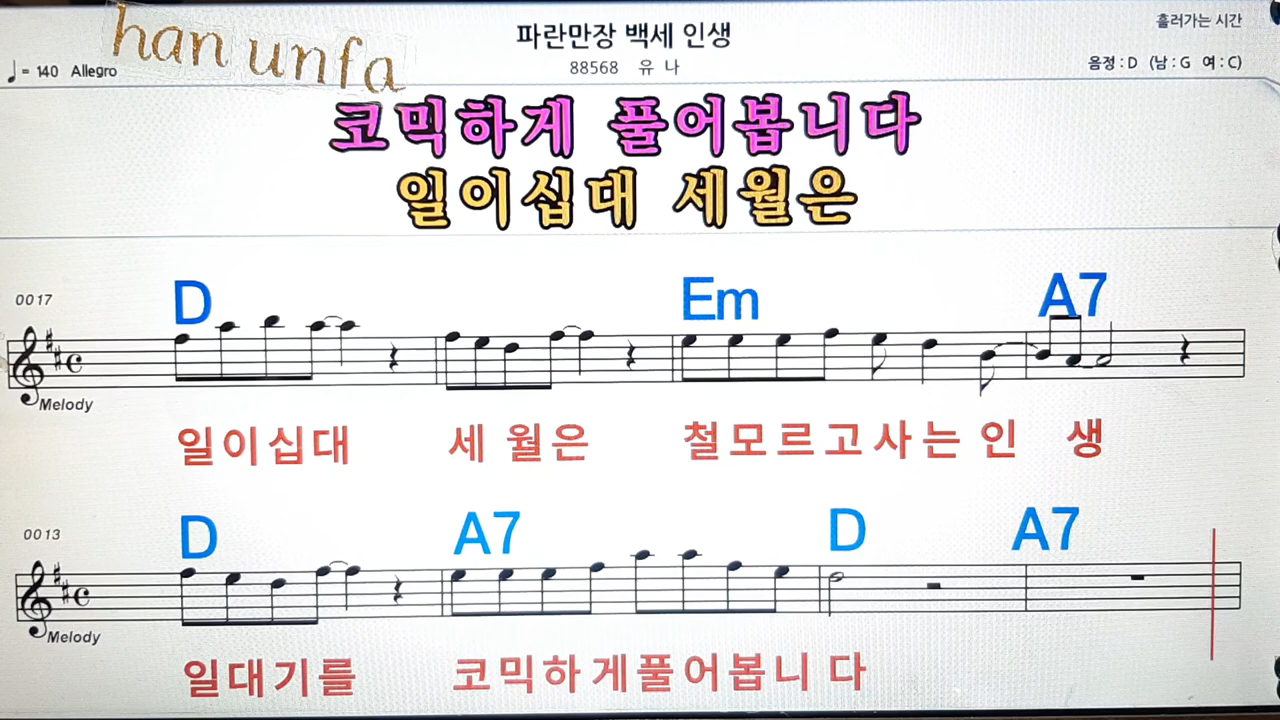 han unfa
파란만장 백세 인생
흘러가는 시간
♩= 140 Allegro
88568 유 나
음정 : D (남 : G 여 : C)
코믹하게 풀어봅니다
일이십대 세월은
0017
D Em A7
Melody
일이십대 세 월은 철모르고사는 인 생
0013
D A7 D A7
Melody
일대기를 코믹하게풀어봅니 다